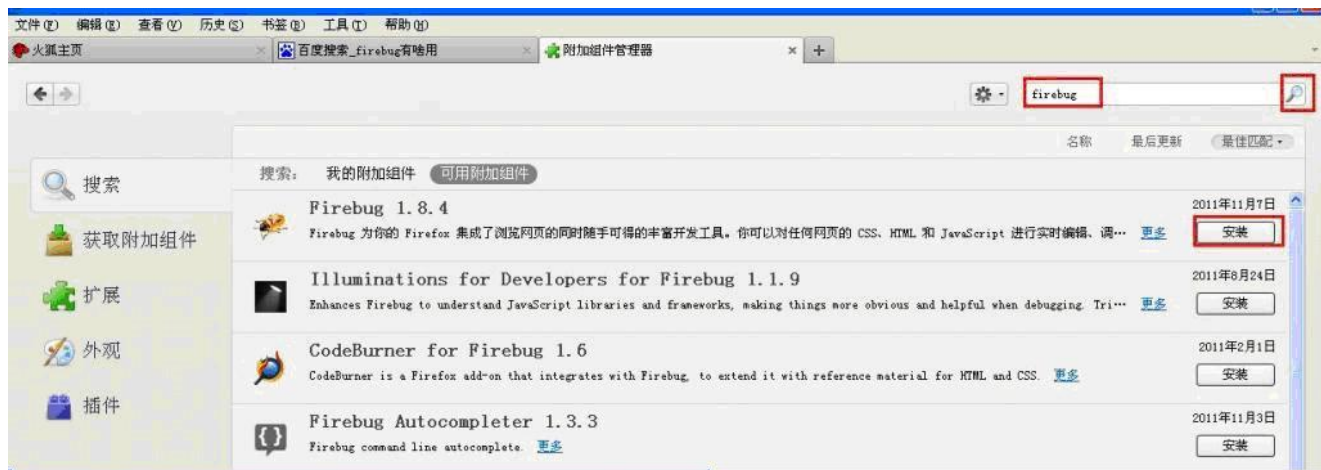 文件(F) 编辑(E) 查看(V) 历史(S) 书签(B) 工具(T) 帮助(H)
火狐主页 × 百度搜索_firebug有啥用 × 附加组件管理器 × +
firebug
名称 最后更新 最佳匹配
搜索: 我的附加组件 可用附加组件
搜索
获取附加组件
扩展
外观
插件
Firebug 1.8.4 2011年11月7日
Firebug 为你的 Firefox 集成了浏览网页的同时随手可得的丰富开发工具。你可以对任何网页的 CSS、HTML 和 JavaScript 进行实时编辑、调… 更多 安装
Illuminations for Developers for Firebug 1.1.9 2011年8月24日
Enhances Firebug to understand JavaScript libraries and frameworks, making things more obvious and helpful when debugging. Tri… 更多 安装
CodeBurner for Firebug 1.6 2011年2月1日
CodeBurner is a Firefox add-on that integrates with Firebug, to extend it with reference material for HTML and CSS. 更多 安装
Firebug Autocompleter 1.3.3 2011年11月3日
Firebug command line autocomplete. 更多 安装